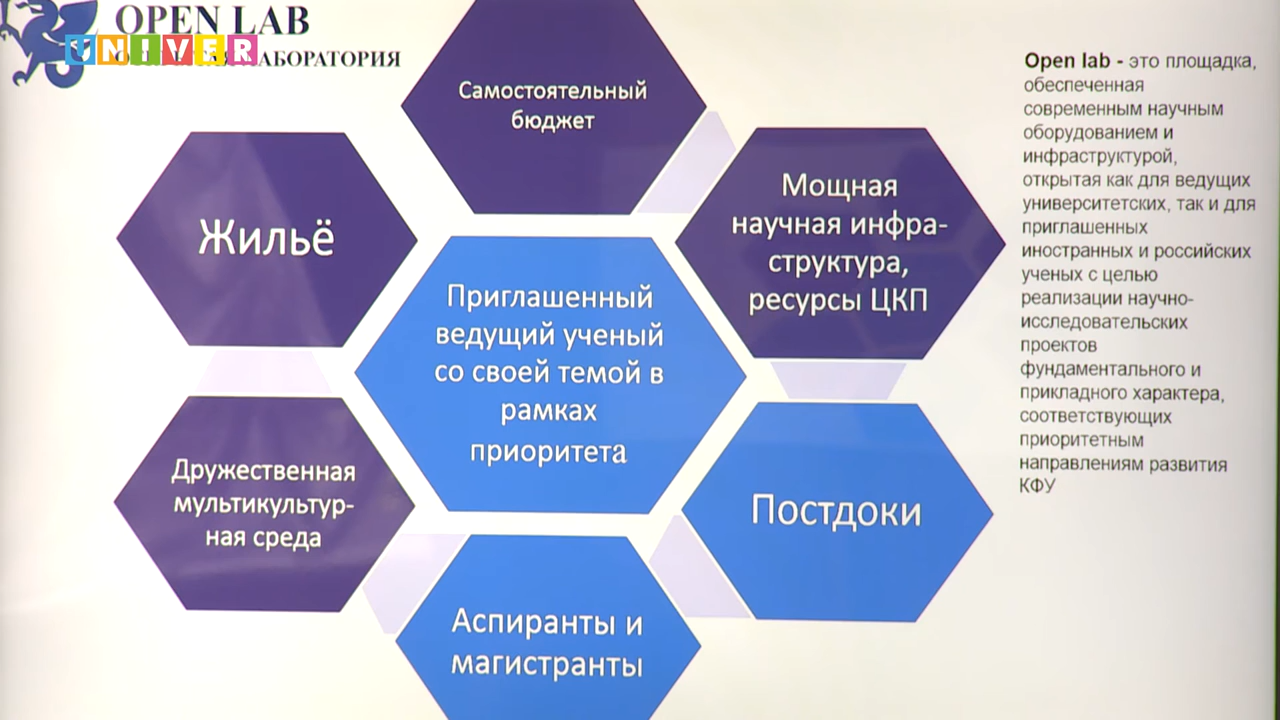 OPEN LAB
UNIVER
ЛАБОРАТОРИЯ
Самостоятельный
бюджет
Жильё
Мощная
научная инфра-
структура,
ресурсы ЦКП
Приглашенный
ведущий ученый
со своей темой в
рамках
приоритета
Дружественная
мультикультур-
ная среда
Постдоки
Аспиранты и
магистранты
Open lab - это площадка,
обеспеченная
современным научным
оборудованием и
инфраструктурой,
открытая как для ведущих
университетских, так и для
приглашенных
иностранных и российских
ученых с целью
реализации научно-
исследовательских
проектов
фундаментального и
прикладного характера,
соответствующих
приоритетным
направлениям развития
КФУ